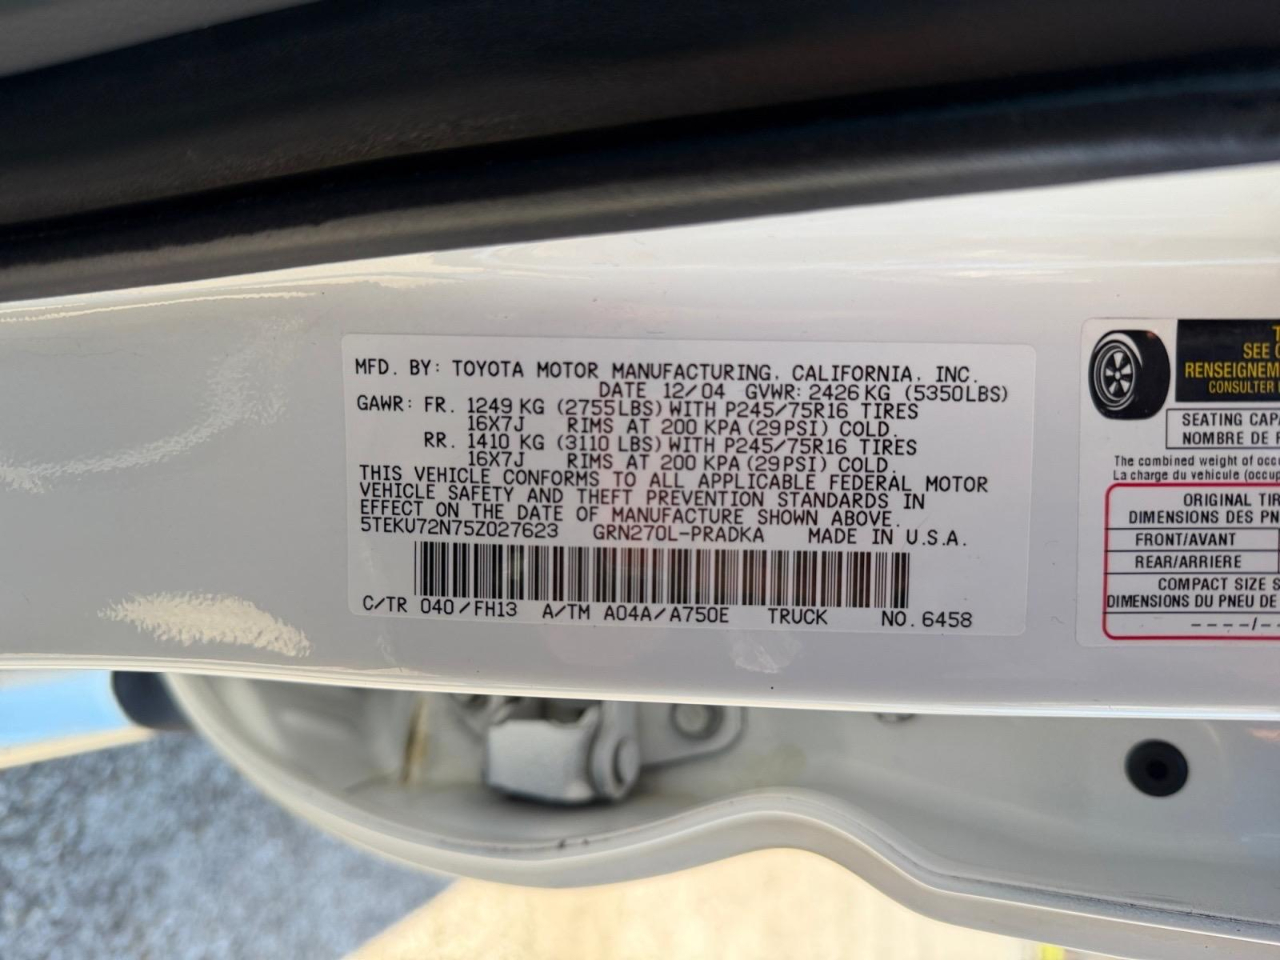 MFD. BY: TOYOTA MOTOR MANUFACTURING, CALIFORNIA, INC.
DATE 12/04 GVWR: 2426KG (5350LBS)
GAWR: FR. 1249 KG (2755LBS) WITH P245/75R16 TIRES
16X7J RIMS AT 200 KPA (29PSI) COLD.
RR. 1410 KG (3110 LBS) WITH P245/75R16 TIRES
16X7J RIMS AT 200 KPA (29PSI) COLD.
THIS VEHICLE CONFORMS TO ALL APPLICABLE FEDERAL MOTOR
VEHICLE SAFETY AND THEFT PREVENTION STANDARDS IN
EFFECT ON THE DATE OF MANUFACTURE SHOWN ABOVE.
5TEKU72N75Z027623 GRN270L-PRADKA MADE IN U.S.A.
C/TR 040/FH13 A/TM A04A/A750E TRUCK NO. 6458
SEE
RENSEIGNEM
CONSULTER
SEATING CAPA
NOMBRE DE P
The combined weight of occu
La charge du vehicule (occup
ORIGINAL TIR
DIMENSIONS DES PN
FRONT/AVANT
REAR/ARRIERE
COMPACT SIZE S
DIMENSIONS DU PNEU DE
----/--